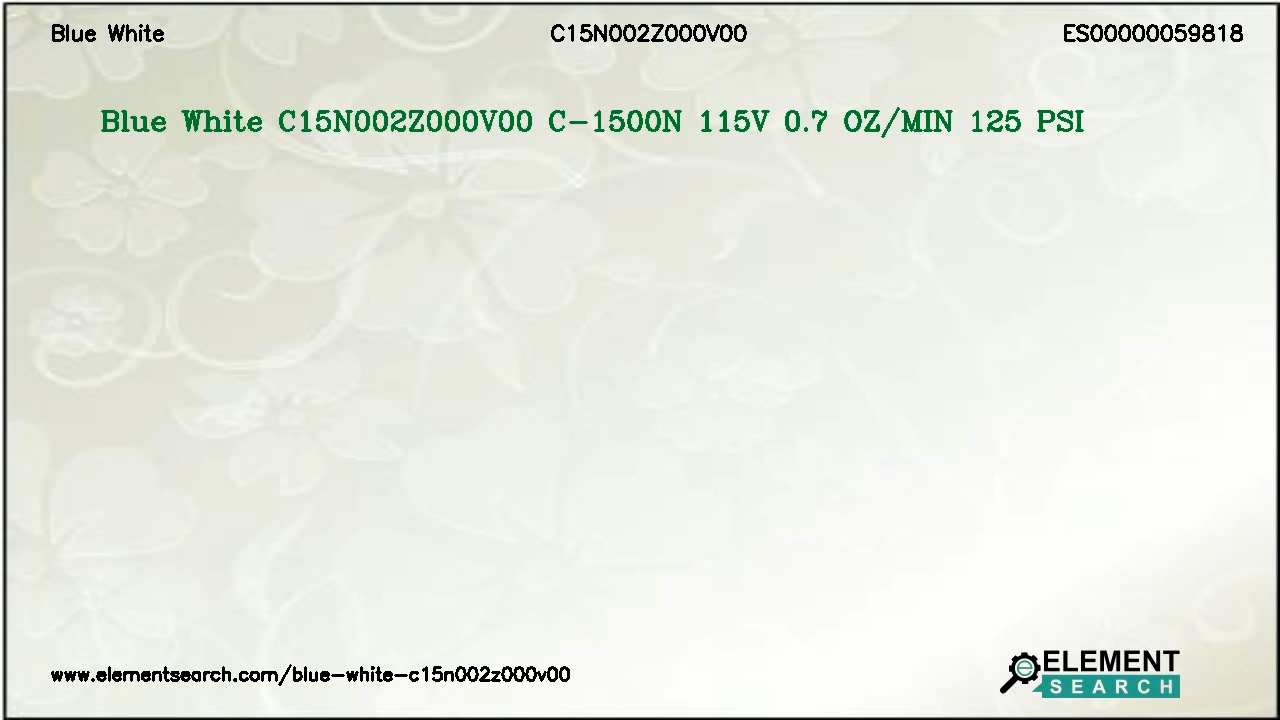 Blue White C15N002Z000V00 ES00000059818
Blue White C15N002Z000V00 C-1500N 115V 0.7 OZ/MIN 125 PSI
www.elementsearch.com/blue-white-c15n002z000v00
ELEMENT
SEARCH